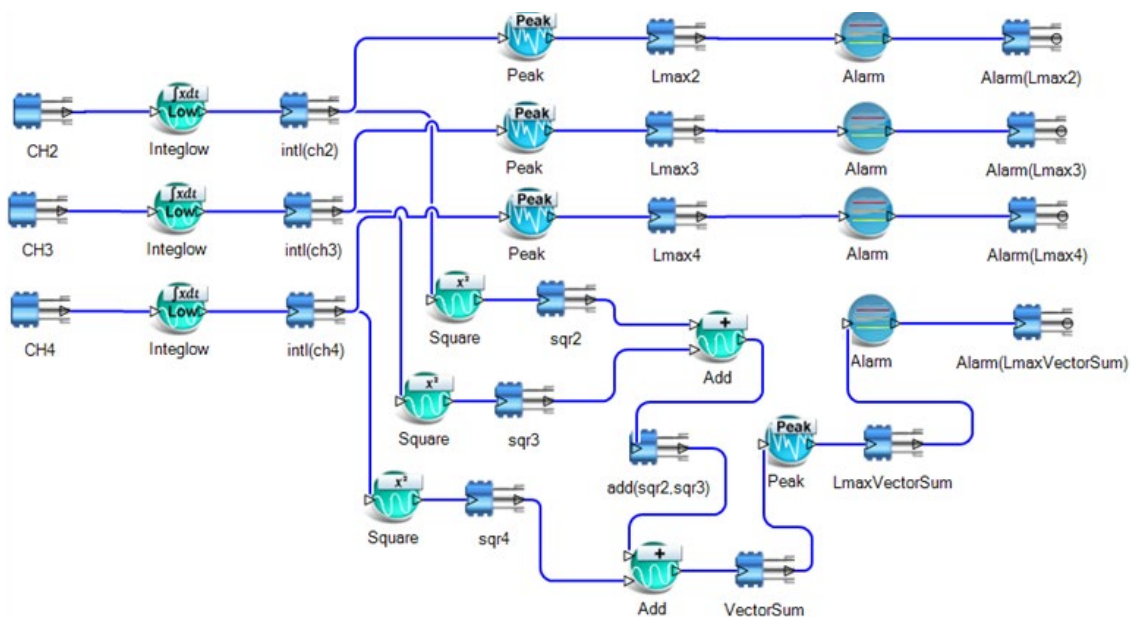 Peak
Peak
Lmax2
Alarm
Alarm(Lmax2)
∫xdt
Low
CH2
Integlow
intl(ch2)
Peak
Peak
Lmax3
Alarm
Alarm(Lmax3)
∫xdt
Low
CH3
Integlow
intl(ch3)
Peak
Peak
Lmax4
Alarm
Alarm(Lmax4)
∫xdt
Low
CH4
Integlow
intl(ch4)
x²
Square
sqr2
+
Add
Alarm
Alarm(LmaxVectorSum)
x²
Square
sqr3
add(sqr2,sqr3)
Peak
Peak
LmaxVectorSum
x²
Square
sqr4
+
Add
VectorSum